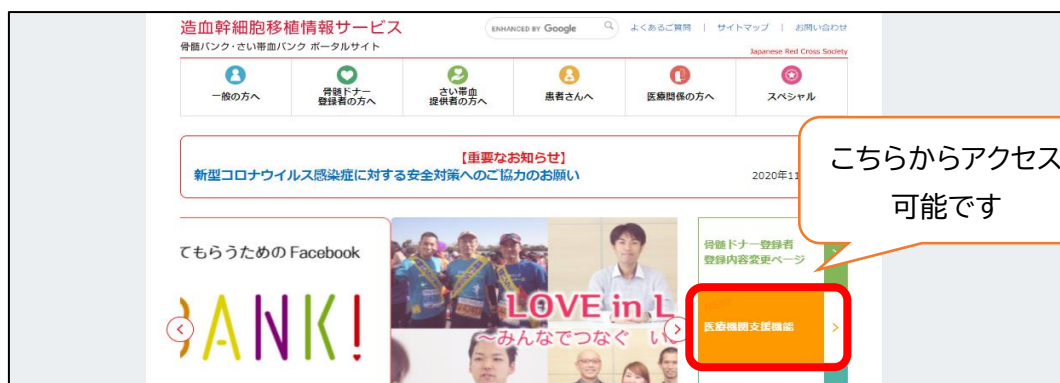 造血幹細胞移植情報サービス
骨髄バンク・さい帯血バンク ポータルサイト
ENHANCED BY Google
よくあるご質問 | サイトマップ | お問い合わせ
Japanese Red Cross Society
一般の方へ
骨髄ドナー
登録者の方へ
さい帯血
提供者の方へ
患者さんへ
医療関係の方へ
スペシャル
【重要なお知らせ】
新型コロナウイルス感染症に対する安全対策へのご協力のお願い
2020年11
こちらからアクセス
可能です
てもらうための Facebook
BANK!
LOVE in L
~みんなでつなぐ い
骨髄ドナー登録者
登録内容変更ページ
医療機関支援機能